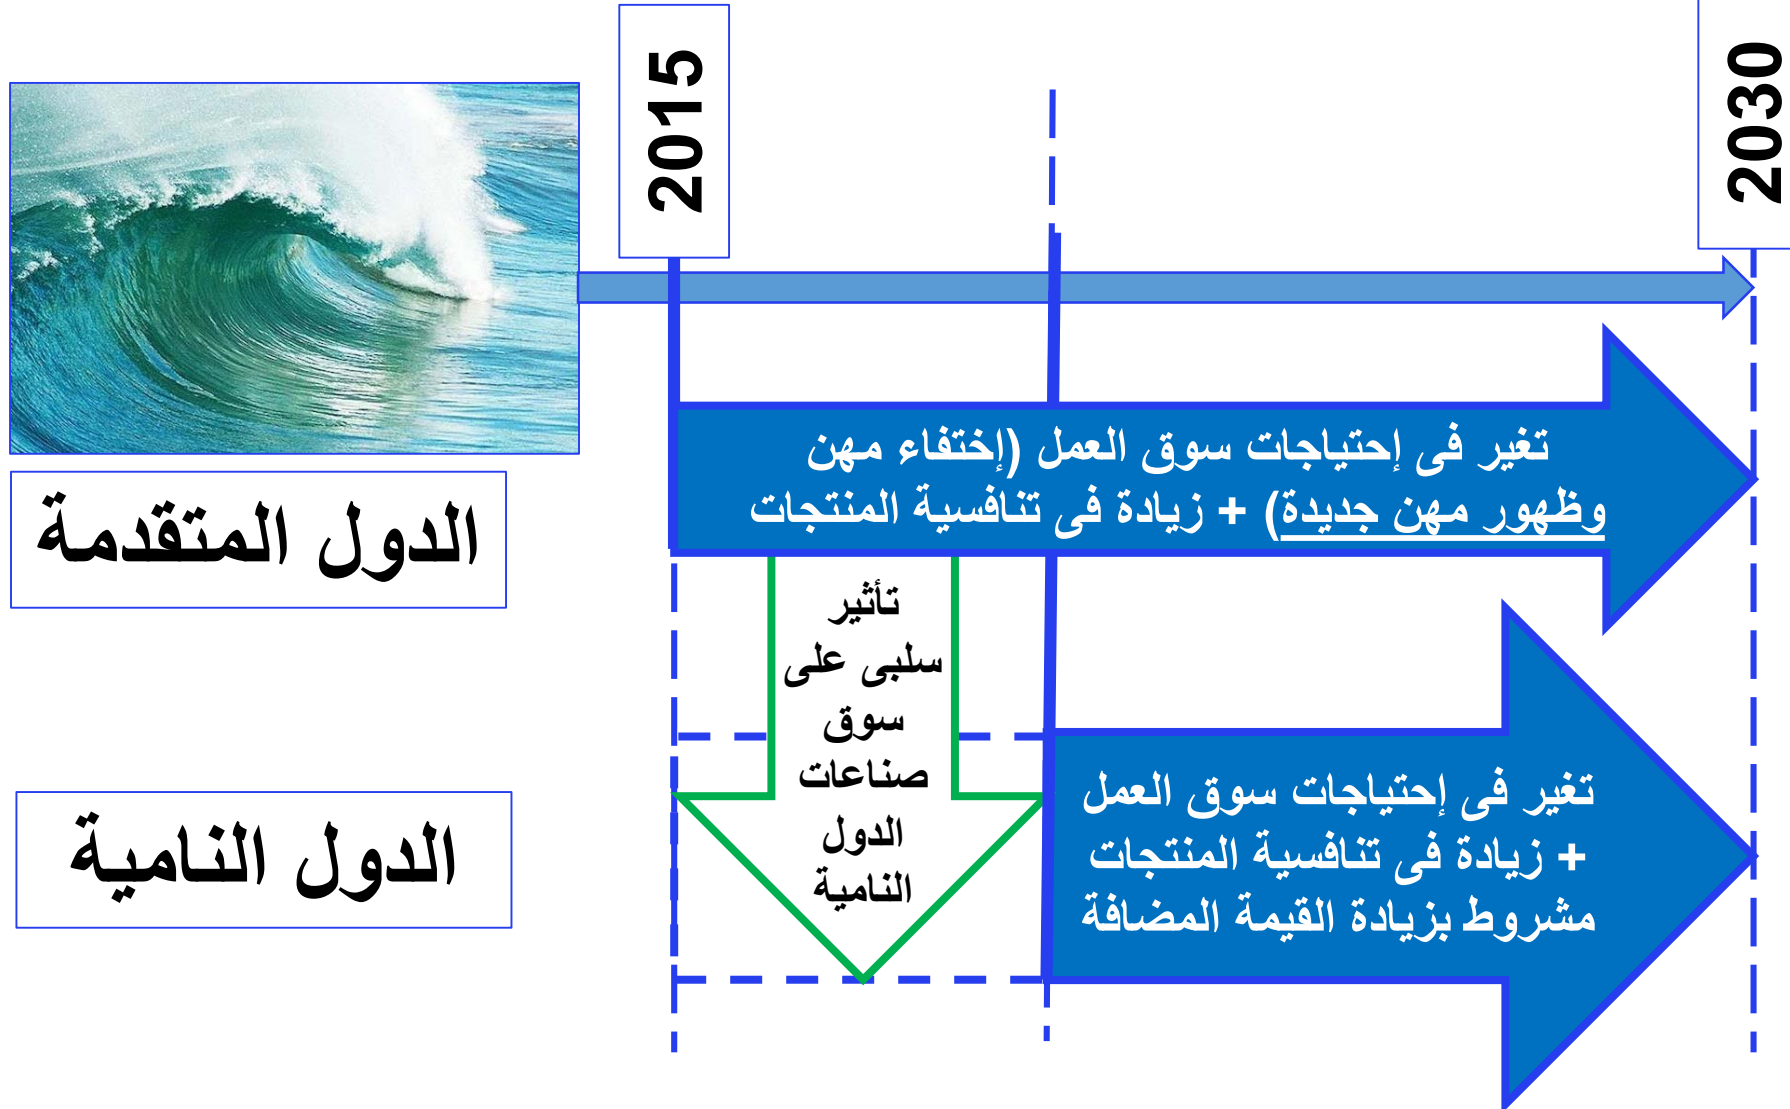 2015
2030
تغير فى إحتياجات سوق العمل (إختفاء مهن
وظهور مهن جديدة) + زيادة فى تنافسية المنتجات
الدول المتقدمة
تأثير
سلبى على
سوق
صناعات
الدول
النامية
تغير فى إحتياجات سوق العمل
+ زيادة فى تنافسية المنتجات
مشروط بزيادة القيمة المضافة
الدول النامية